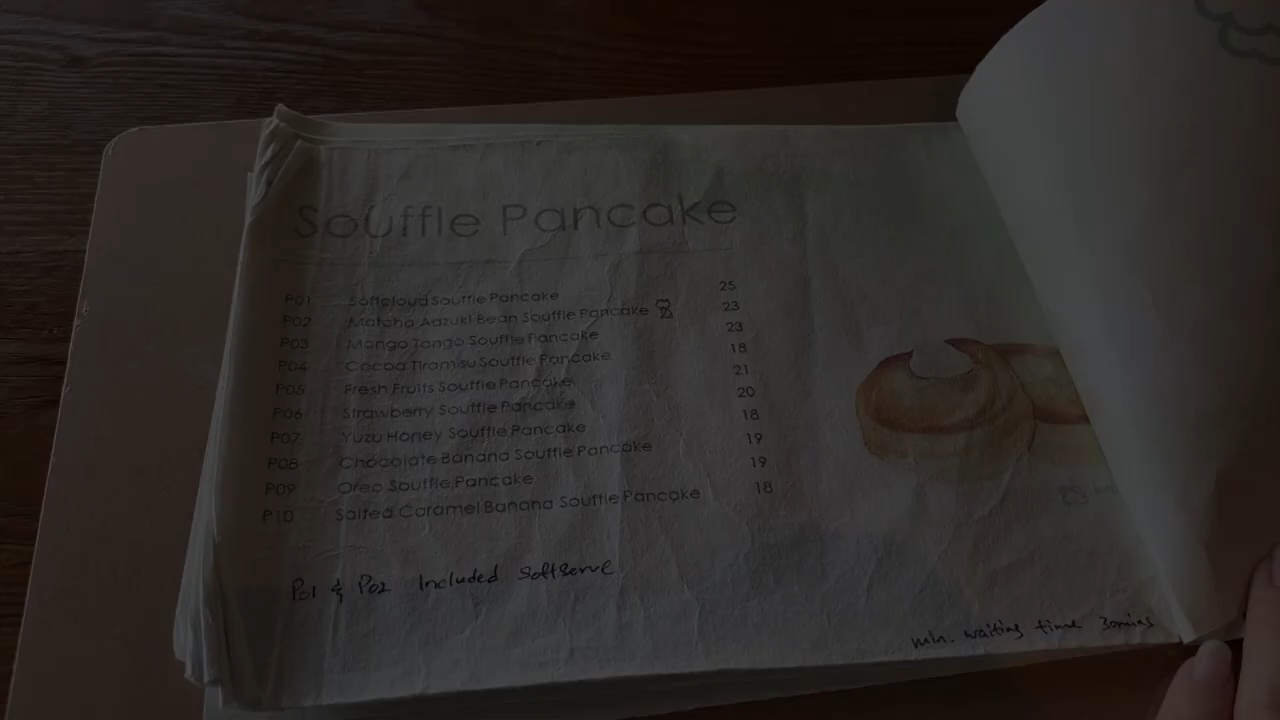 Souffle Pancake
P01 Softcloud Souffle Pancake 25
P02 Matcha Aazuki Bean Souffle Pancake 23
P03 Mango Tango Souffle Pancake 23
P04 Cocoa Tiramisu Souffle Pancake 18
P05 Fresh Fruits Souffle Pancake 21
P06 Strawberry Souffle Pancake 20
P07 Yuzu Honey Souffle Pancake 18
P08 Chocolate Banana Souffle Pancake 19
P09 Oreo Souffle Pancake 19
P10 Salted Caramel Banana Souffle Pancake 18
P01 & P02 Included Softserve
min. waiting time 30mins